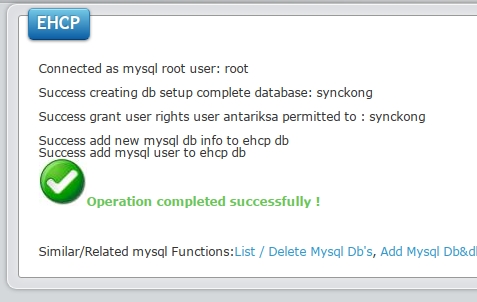 EHCP
Connected as mysql root user: root
Success creating db setup complete database: synckong
Success grant user rights user antariksa permitted to : synckong
Success add new mysql db info to ehcp db
Success add mysql user to ehcp db
Operation completed successfully !
Similar/Related mysql Functions:List / Delete Mysql Db's, Add Mysql Db&